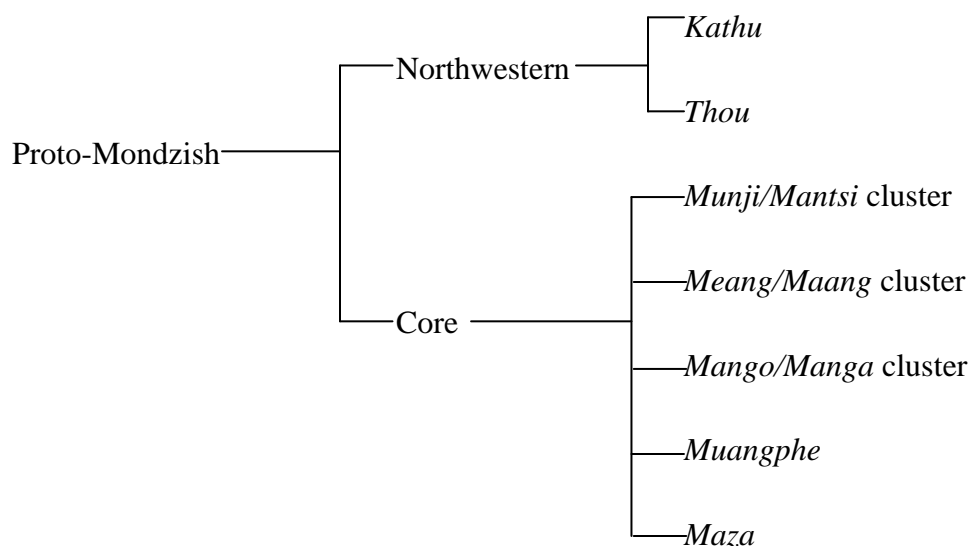 Kathu
Northwestern
Thou
Proto-Mondzish
Munji/Mantsi cluster
Meang/Maang cluster
Core
Mango/Manga cluster
Muangphe
Maza